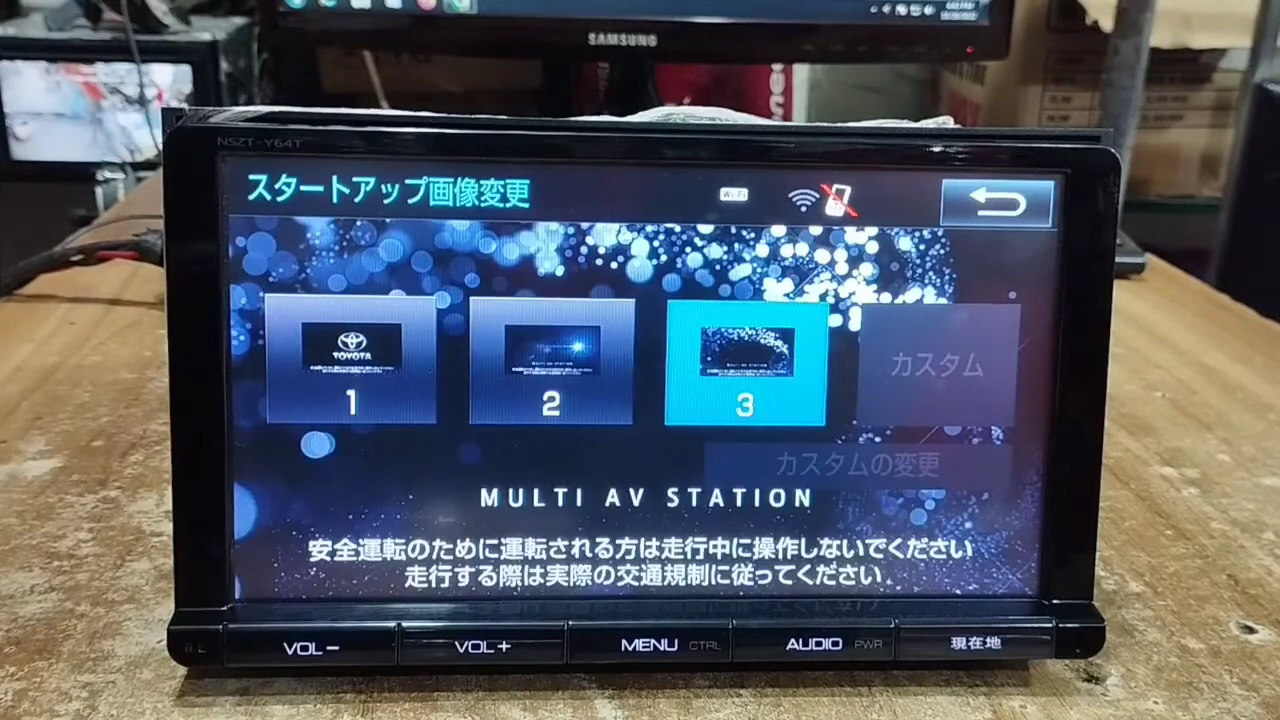 SAMSUNG
NSZT-Y64T
スタートアップ画像変更
Wi-Fi
TOYOTA
1
2
3
カスタム
カスタムの変更
MULTI AV STATION
安全運転のために運転される方は走行中に操作しないでください
走行する際は実際の交通規制に従ってください.
VOL−
VOL+
MENU CTRL
AUDIO PWR
現在地